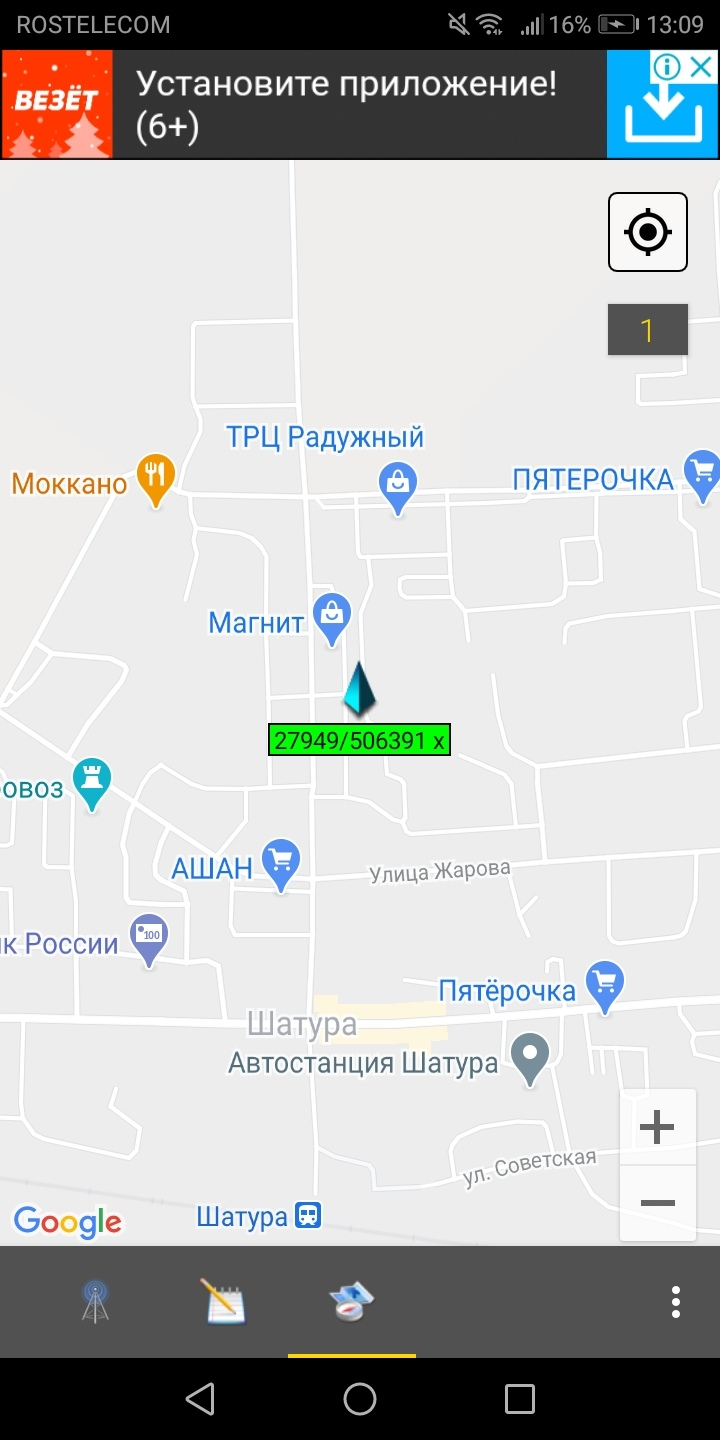 ROSTELECOM 16% 13:09
ВЕЗЁТ
Установите приложение!
(6+)
1
ТРЦ Радужный
Моккано
ПЯТЕРОЧКА
Магнит
27949/506391 x
овоз
АШАН
Улица Жарова
к России
100
Пятёрочка
Шатура
Автостанция Шатура
ул. Советская
Шатура
Google